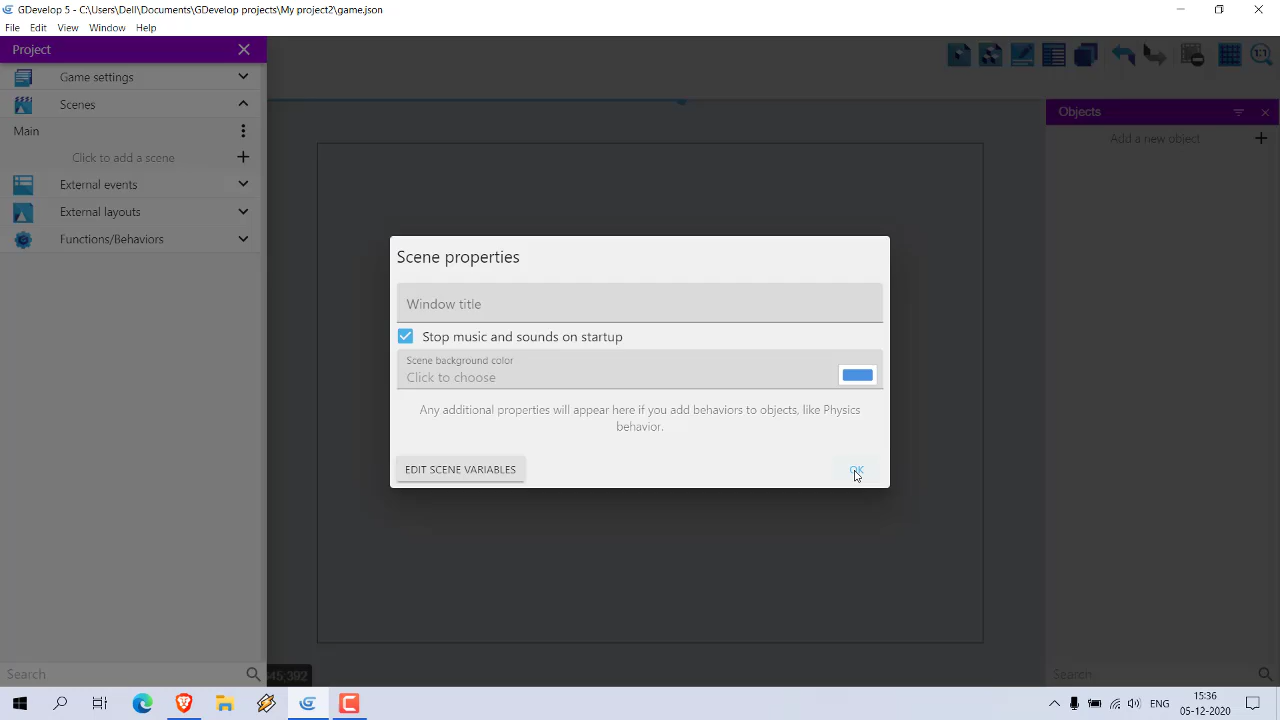 GDevelop 5 - C:\Users\Dell\Documents\GDevelop projects\My project2\game.json
File Edit View Window Help
Project
Game settings
Scenes
Main
Click to add a scene
External events
External layouts
Functions/Behaviors
Search
45;392
1:1
Objects
Add a new object
Search
Scene properties
Window title
Stop music and sounds on startup
Scene background color
Click to choose
Any additional properties will appear here if you add behaviors to objects, like Physics
behavior.
EDIT SCENE VARIABLES
OK
ENG
15:36
05-12-2020